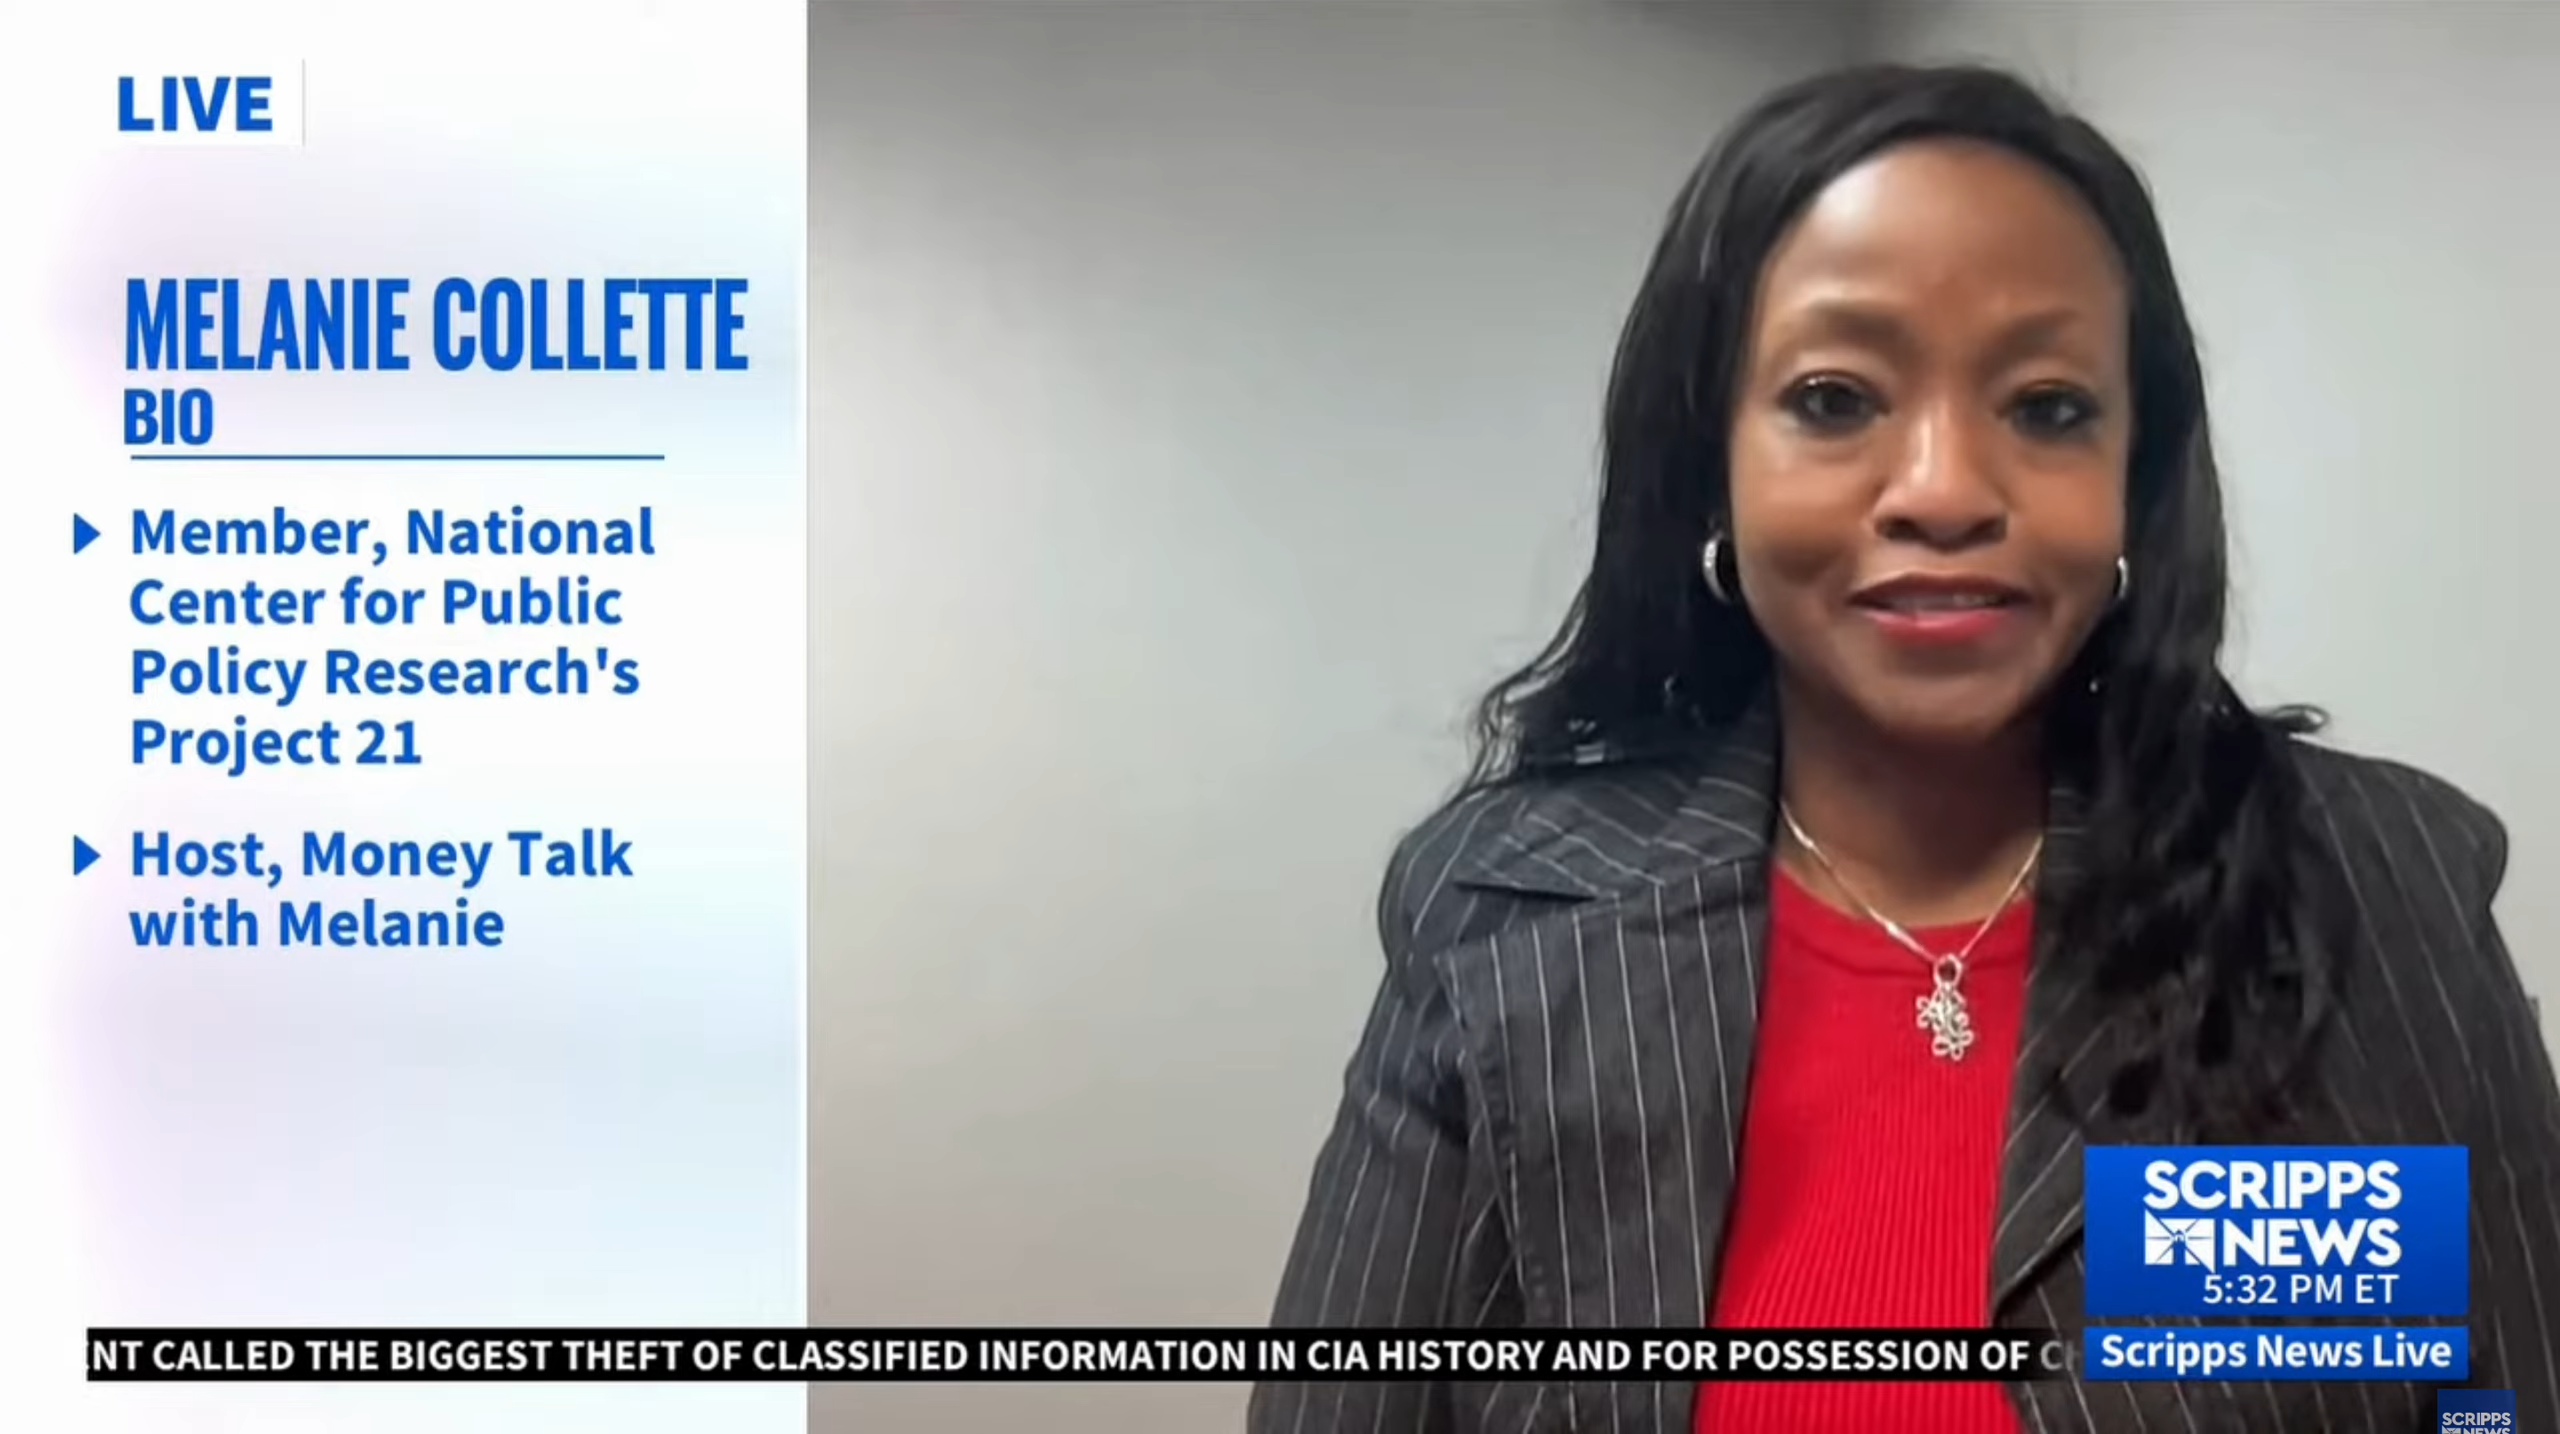 LIVE
MELANIE COLLETTE
BIO
Member, National
Center for Public
Policy Research's
Project 21
Host, Money Talk
with Melanie
SCRIPPS
NEWS
5:32 PM ET
CALLED THE BIGGEST THEFT OF CLASSIFIED INFORMATION IN CIA HISTORY AND FOR POSSESSION OF
Scripps News Live
SCRIPPS
NEWS